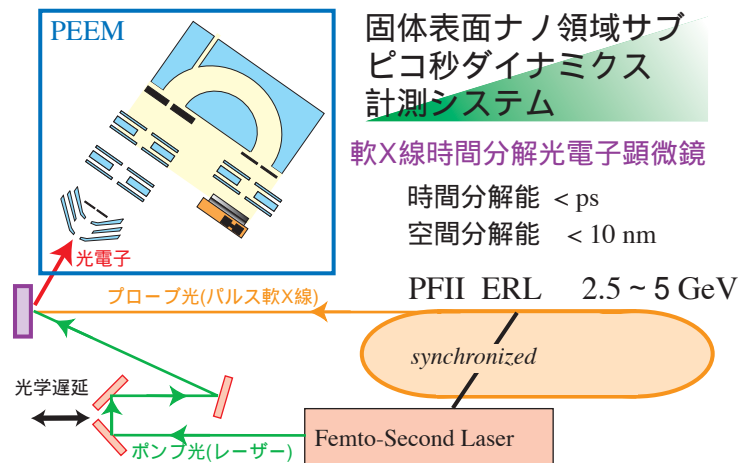 PEEM
固体表面ナノ領域サブ
ピコ秒ダイナミクス
計測システム
軟X線時間分解光電子顕微鏡
時間分解能 < ps
空間分解能 < 10 nm
光電子
プローブ光(パルス軟X線)
PFII ERL 2.5 ~ 5 GeV
synchronized
光学遅延
Femto-Second Laser
ポンプ光(レーザー)